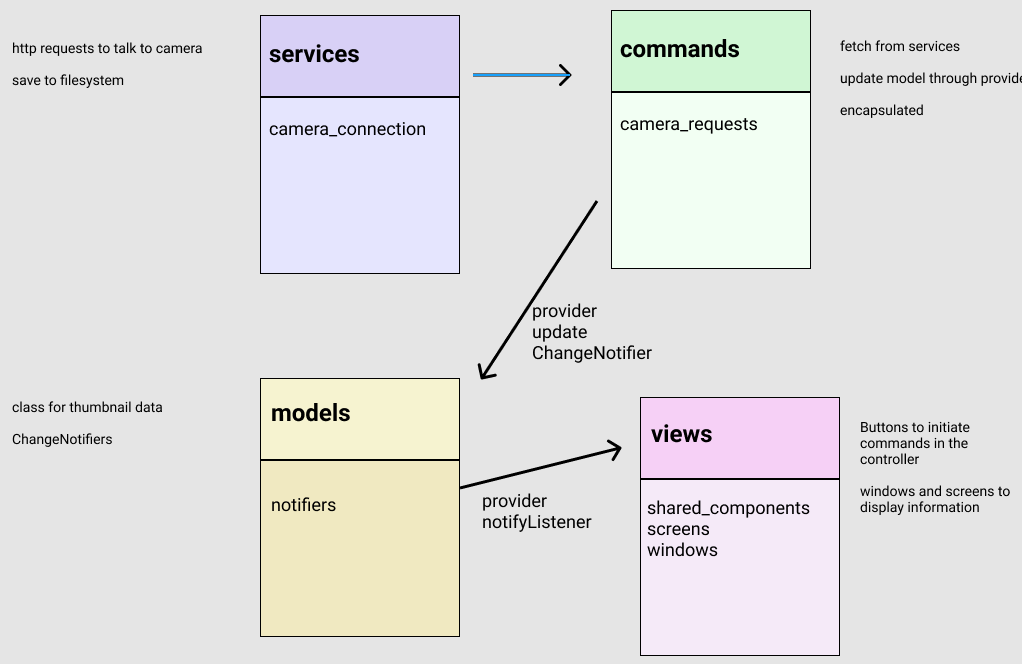 http requests to talk to camera
save to filesystem
services
camera_connection
commands
camera_requests
fetch from services
update model through provide
encapsulated
provider
update
ChangeNotifier
class for thumbnail data
ChangeNotifiers
models
notifiers
provider
notifyListener
views
shared_components
screens
windows
Buttons to initiate
commands in the
controller
windows and screens to
display information